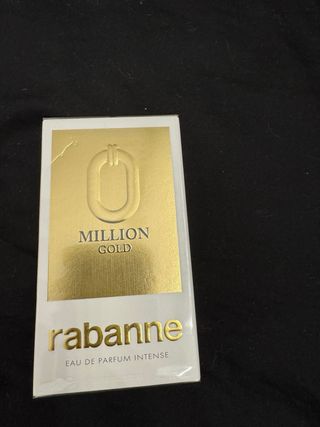 MILLION
GOLD
rabanne
EAU DE PARFUM INTENSE